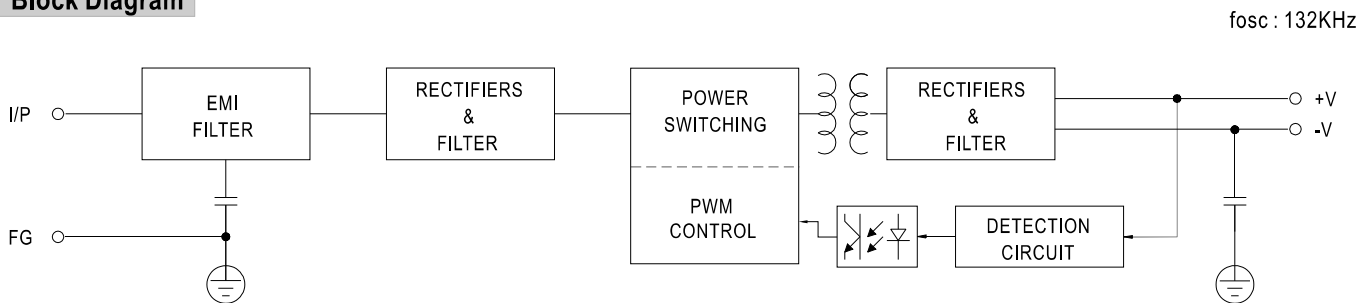 Block Diagram
fosc : 132KHz
I/P
EMI
FILTER
RECTIFIERS
&
FILTER
POWER
SWITCHING
RECTIFIERS
&
FILTER
+V
-V
PWM
CONTROL
DETECTION
CIRCUIT
FG